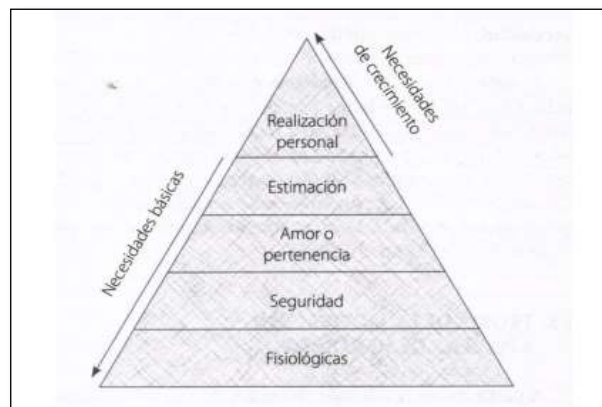 Necesidades
de crecimiento
Realización
personal
Estimación
Amor o
pertenencia
Seguridad
Fisiológicas
Necesidades básicas